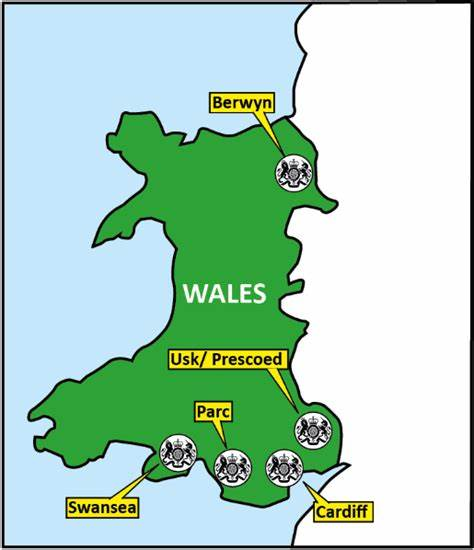 Berwyn
WALES
Usk/ Prescoed
Parc
Swansea
Cardiff